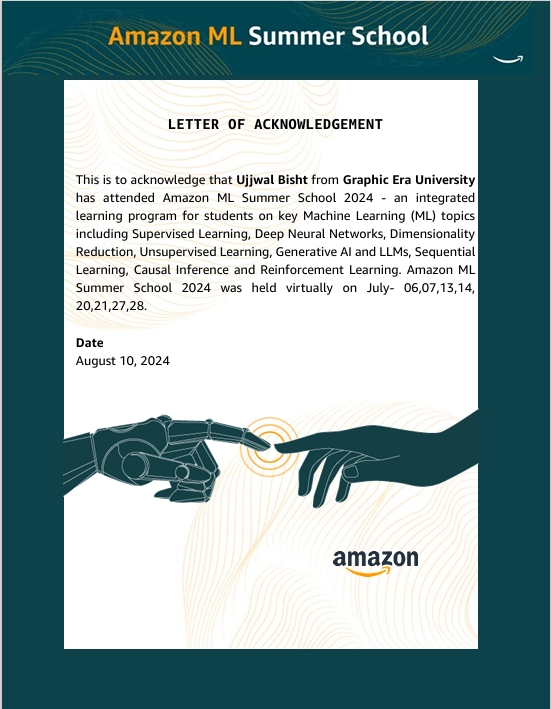 Amazon ML Summer School
LETTER OF ACKNOWLEDGEMENT
This is to acknowledge that Ujjwal Bisht from Graphic Era University
has attended Amazon ML Summer School 2024 - an integrated
learning program for students on key Machine Learning (ML) topics
including Supervised Learning, Deep Neural Networks, Dimensionality
Reduction, Unsupervised Learning, Generative AI and LLMs, Sequential
Learning, Causal Inference and Reinforcement Learning. Amazon ML
Summer School 2024 was held virtually on July- 06,07,13,14,
20,21,27,28.
Date
August 10, 2024
amazon